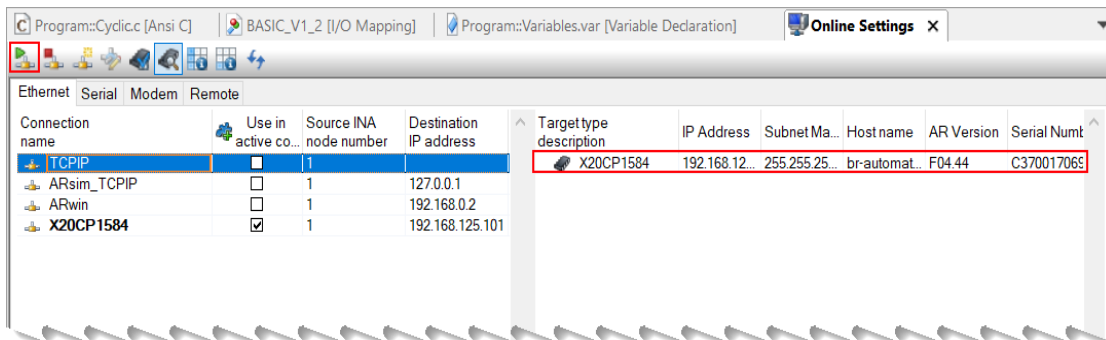 Program::Cyclic.c [Ansi C]
BASIC_V1_2 [I/O Mapping]
Program::Variables.var [Variable Declaration]
Online Settings X
Ethernet Serial Modem Remote
Connection name
Use in active co...
Source INA node number
Destination IP address
Target type description
IP Address
Subnet Ma...
Host name
AR Version
Serial Numb
TCPIP 1
ARsim_TCPIP 1 127.0.0.1
ARwin 1 192.168.0.2
X20CP1584 1 192.168.125.101
X20CP1584 192.168.12... 255.255.25... br-automat... F04.44 C370017069